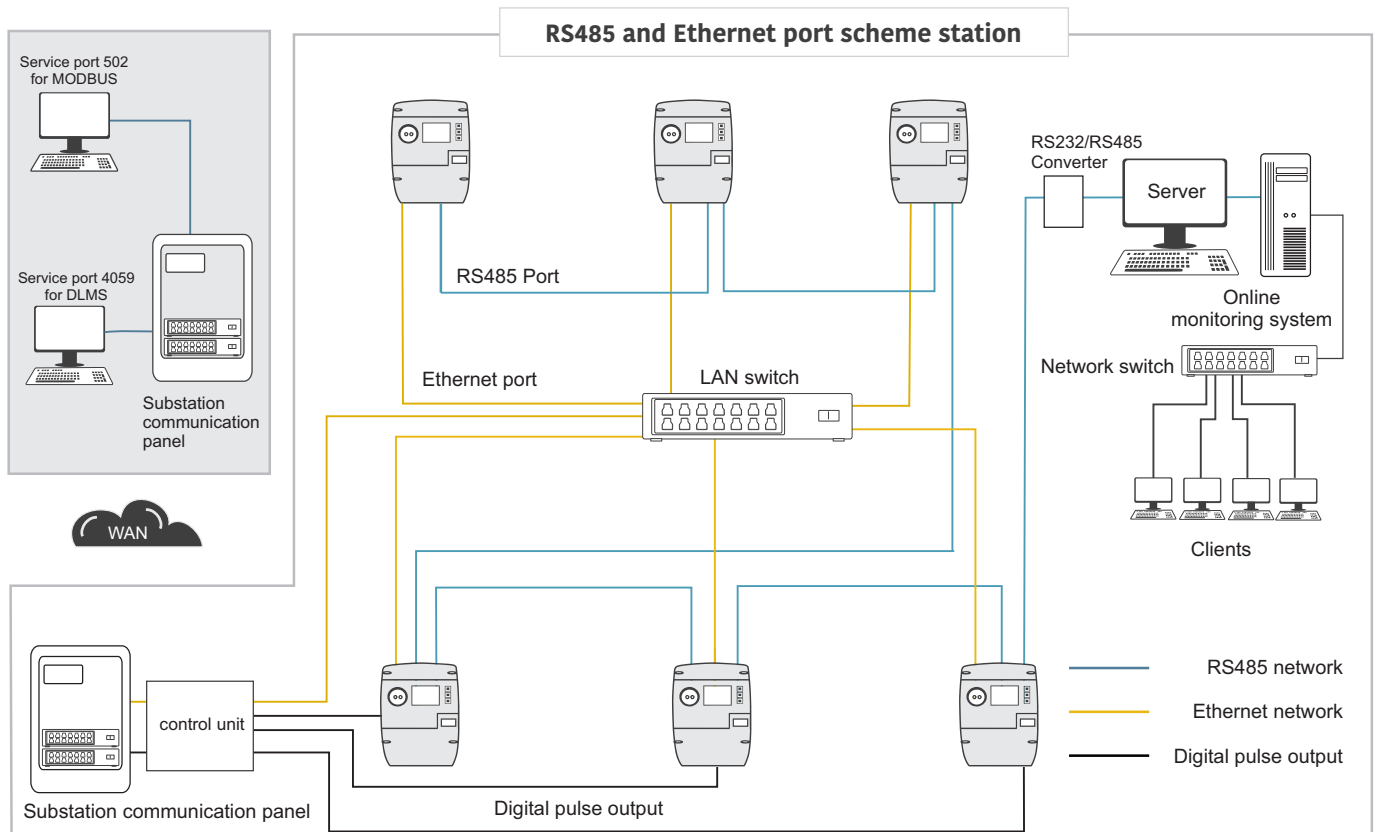 RS485 and Ethernet port scheme station
Service port 502
for MODBUS
Service port 4059
for DLMS
Substation
communication
panel
WAN
RS485 Port
Ethernet port
LAN switch
RS232/RS485
Converter
Server
Online
monitoring system
Network switch
Clients
control unit
Substation communication panel
Digital pulse output
RS485 network
Ethernet network
Digital pulse output